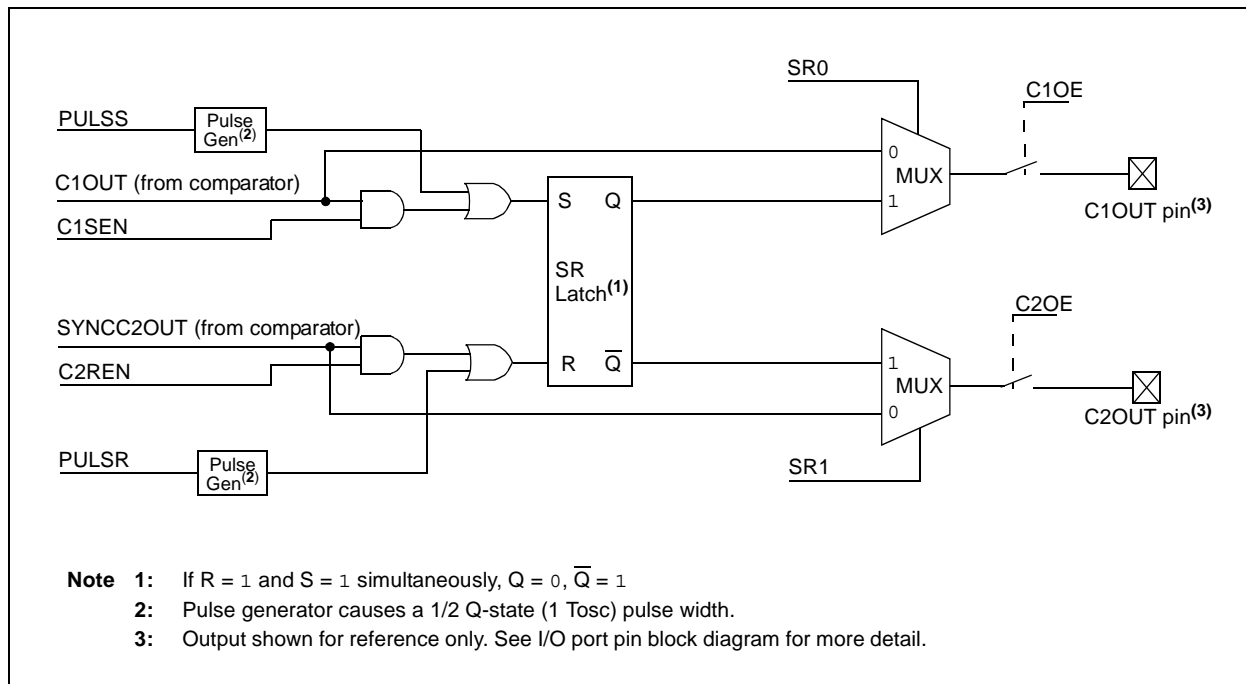 SR0
C1OE
PULSS
Pulse
Gen(2)
0
MUX
C1OUT (from comparator)
S Q
1
C1OUT pin(3)
C1SEN
SR
Latch(1)
C2OE
SYNCC2OUT (from comparator)
R Q̅
1
MUX
C2REN
0
C2OUT pin(3)
PULSR
Pulse
Gen(2)
SR1
Note 1: If R = 1 and S = 1 simultaneously, Q = 0, Q̅ = 1
2: Pulse generator causes a 1/2 Q-state (1 Tosc) pulse width.
3: Output shown for reference only. See I/O port pin block diagram for more detail.